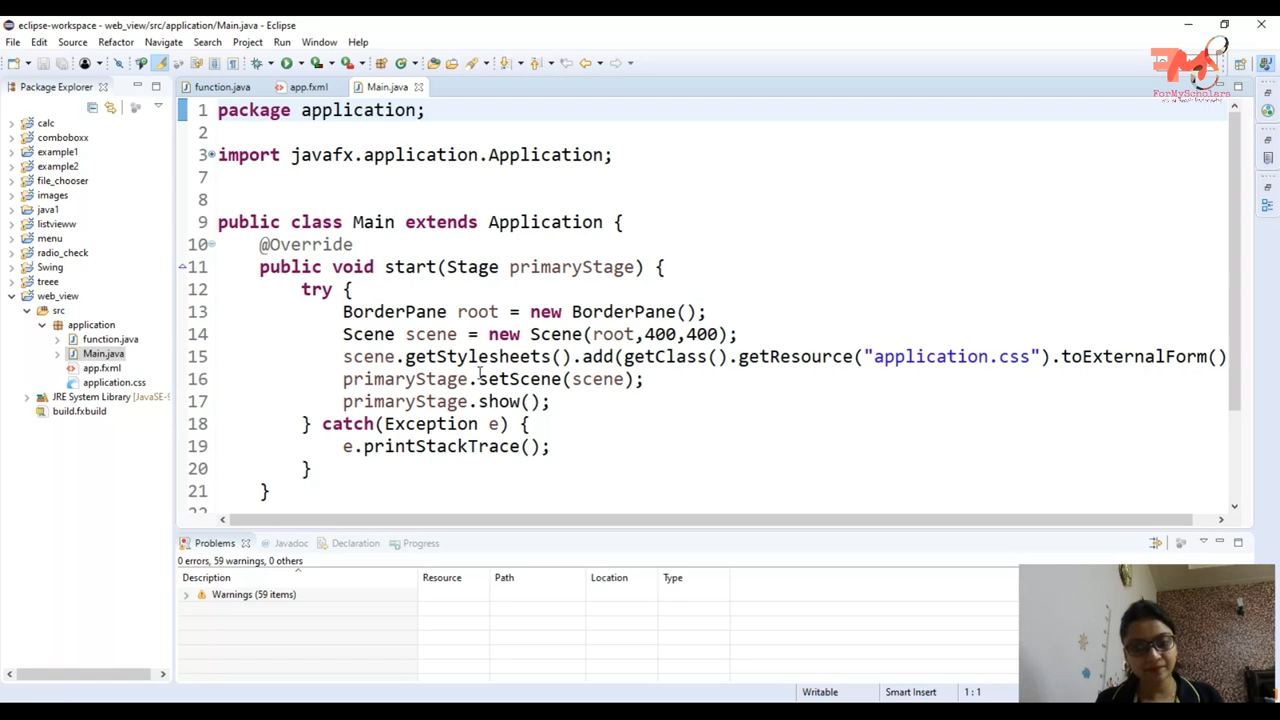 eclipse-workspace - web_view/src/application/Main.java - Eclipse
File Edit Source Refactor Navigate Search Project Run Window Help
ForMyScholars
Package Explorer
function.java
app.fxml
Main.java
calc
comboboxx
example1
example2
file_chooser
images
java1
listvieww
menu
radio_check
Swing
treee
web_view
src
application
function.java
Main.java
app.fxml
application.css
JRE System Library [JavaSE-9
build.fxbuild
1 package application;
2
3 import javafx.application.Application;
7
8
9 public class Main extends Application {
10 @Override
11 public void start(Stage primaryStage) {
12 try {
13 BorderPane root = new BorderPane();
14 Scene scene = new Scene(root,400,400);
15 scene.getStylesheets().add(getClass().getResource("application.css").toExternalForm()
16 primaryStage.setScene(scene);
17 primaryStage.show();
18 } catch(Exception e) {
19 e.printStackTrace();
20 }
21 }
Problems Javadoc Declaration Progress
0 errors, 59 warnings, 0 others
Description Resource Path Location Type
Warnings (59 items)
Writable Smart Insert 1 : 1